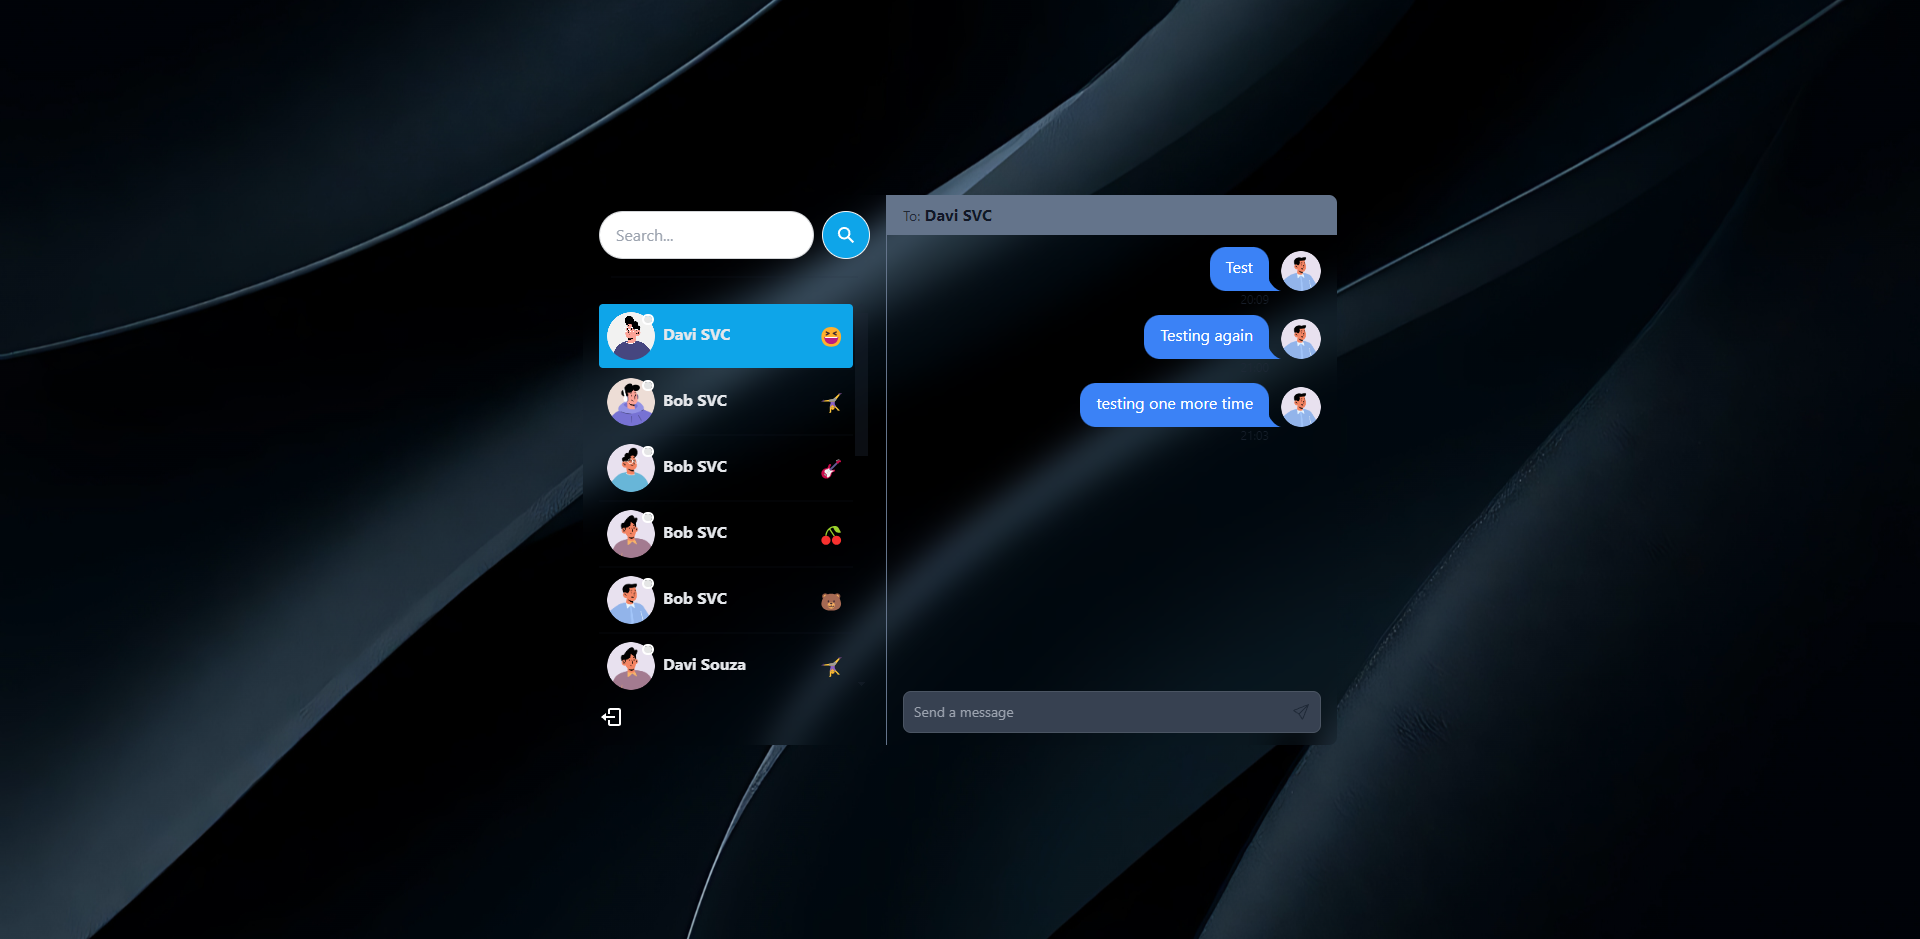 Search...
Davi SVC
Bob SVC
Bob SVC
Bob SVC
Bob SVC
Davi Souza
To: Davi SVC
Test
20:09
Testing again
testing one more time
21:03
Send a message